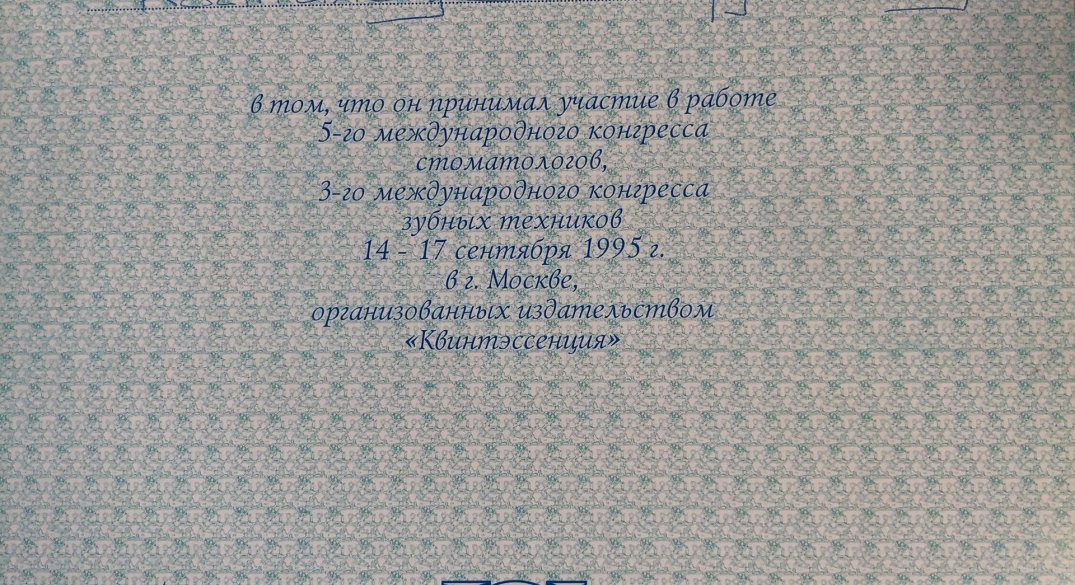 в том, что он принимал участие в работе
5-го международного конгресса
стоматологов,
3-го международного конгресса
зубных техников
14 - 17 сентября 1995 г.
в г. Москве,
организованных издательством
«Квинтэссенция»